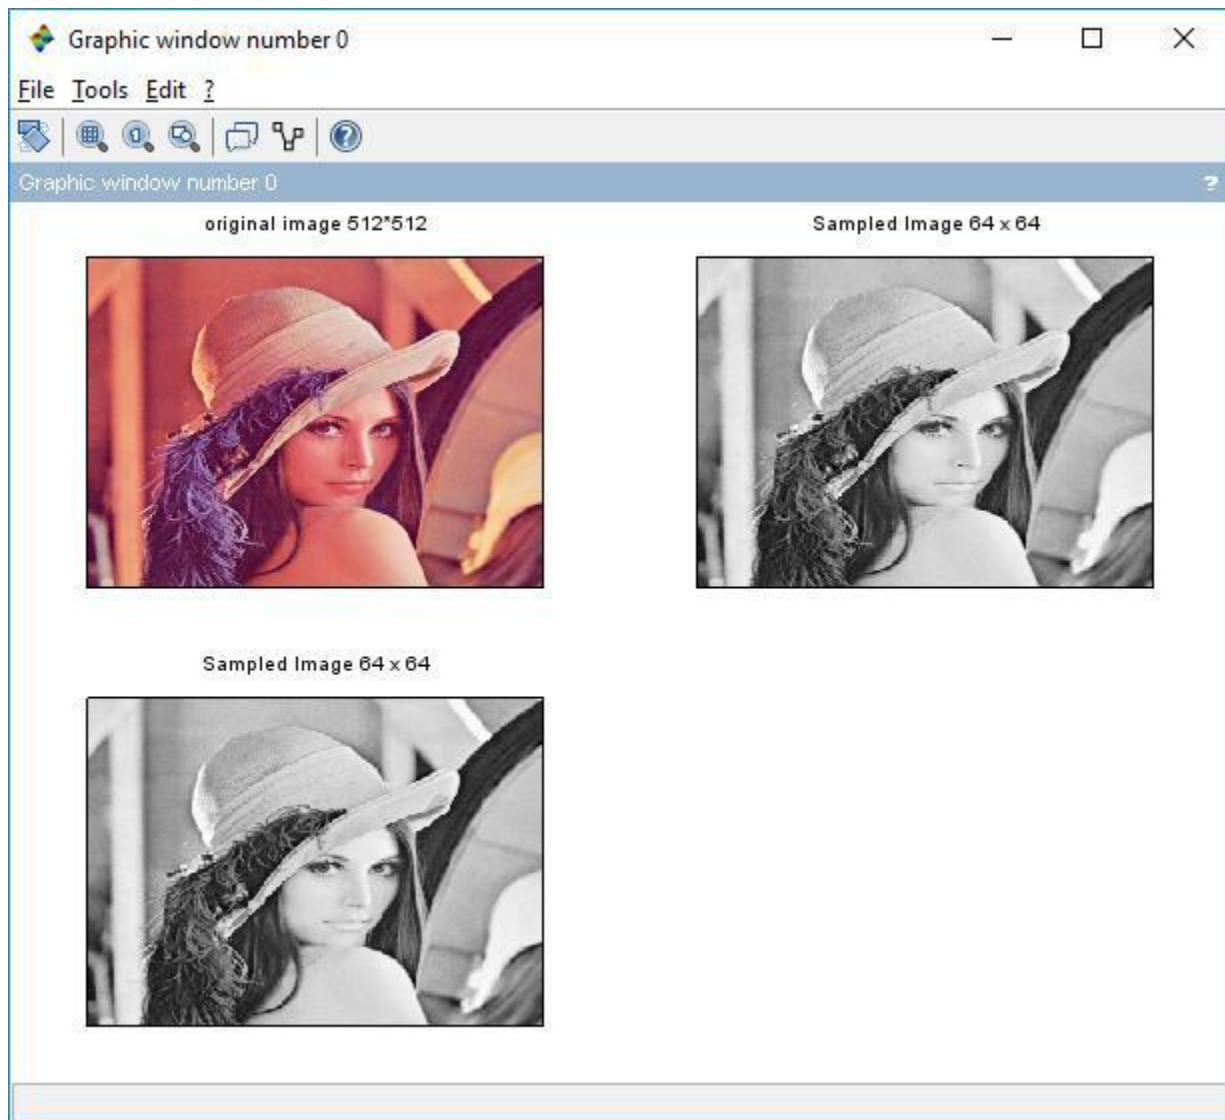 Graphic window number 0
File Tools Edit ?
Graphic window number 0 ?
original image 512*512
Sampled Image 64 x 64
Sampled Image 64 x 64